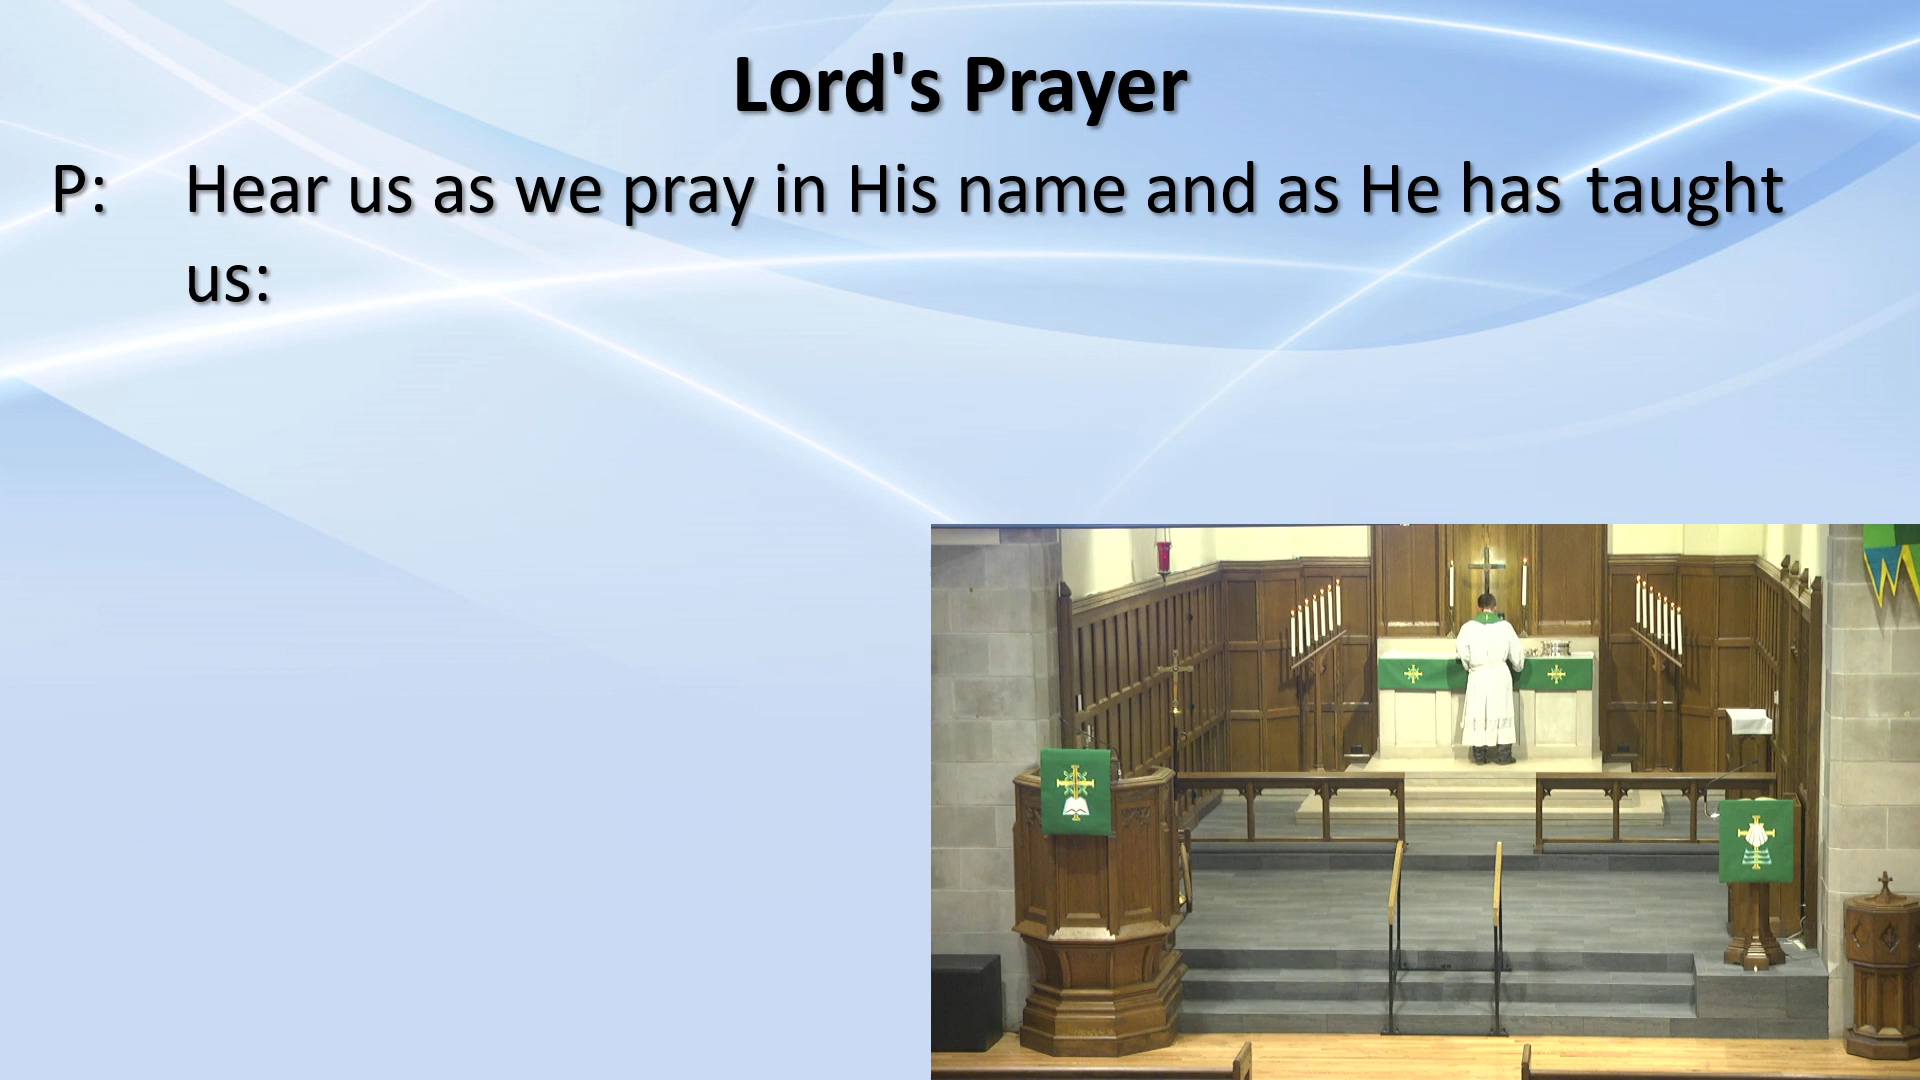 Lord's Prayer
P: Hear us as we pray in His name and as He has taught
us: